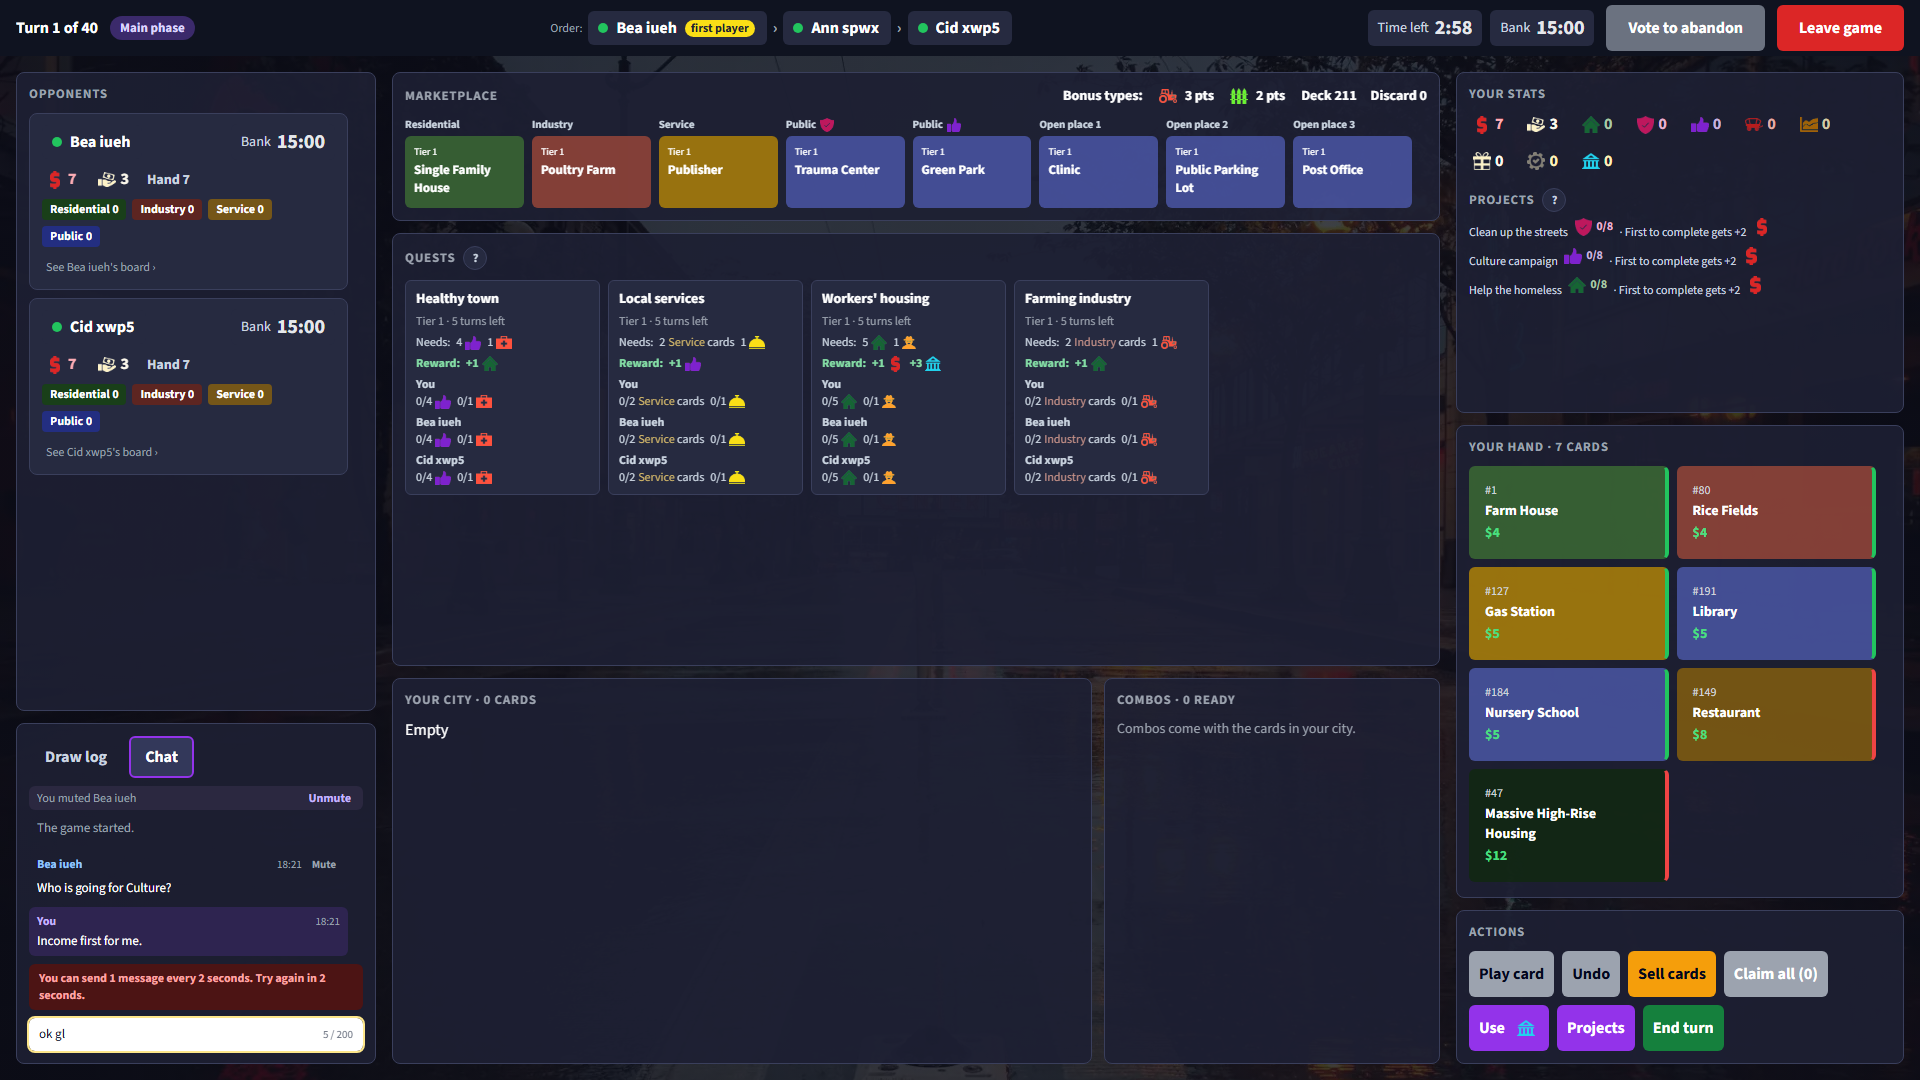 Turn 1 of 40
Main phase
Order:
Bea iueh first player
›
Ann spwx
›
Cid xwp5
Time left 2:58
Bank 15:00
Vote to abandon
Leave game
OPPONENTS
Bea iueh
Bank 15:00
7
3
Hand 7
Residential 0
Industry 0
Service 0
Public 0
See Bea iueh's board ›
Cid xwp5
Bank 15:00
7
3
Hand 7
Residential 0
Industry 0
Service 0
Public 0
See Cid xwp5's board ›
Draw log
Chat
You muted Bea iueh
Unmute
The game started.
Bea iueh
18:21
Mute
Who is going for Culture?
You
18:21
Income first for me.
You can send 1 message every 2 seconds. Try again in 2
seconds.
ok gl
5 / 200
MARKETPLACE
Bonus types:
3 pts
2 pts
Deck 211
Discard 0
Residential
Tier 1
Single Family
House
Industry
Tier 1
Poultry Farm
Service
Tier 1
Publisher
Public
Tier 1
Trauma Center
Public
Tier 1
Green Park
Open place 1
Tier 1
Clinic
Open place 2
Tier 1
Public Parking
Lot
Open place 3
Tier 1
Post Office
QUESTS
?
Healthy town
Tier 1 · 5 turns left
Needs: 4 1
Reward: +1
You
0/4 0/1
Bea iueh
0/4 0/1
Cid xwp5
0/4 0/1
Local services
Tier 1 · 5 turns left
Needs: 2 Service cards 1
Reward: +1
You
0/2 Service cards 0/1
Bea iueh
0/2 Service cards 0/1
Cid xwp5
0/2 Service cards 0/1
Workers' housing
Tier 1 · 5 turns left
Needs: 5 1
Reward: +1 +3
You
0/5 0/1
Bea iueh
0/5 0/1
Cid xwp5
0/5 0/1
Farming industry
Tier 1 · 5 turns left
Needs: 2 Industry cards 1
Reward: +1
You
0/2 Industry cards 0/1
Bea iueh
0/2 Industry cards 0/1
Cid xwp5
0/2 Industry cards 0/1
YOUR CITY · 0 CARDS
Empty
COMBOS · 0 READY
Combos come with the cards in your city.
YOUR STATS
7
3
0
0
0
0
0
0
0
0
PROJECTS
?
Clean up the streets 0/8 · First to complete gets +2
Culture campaign 0/8 · First to complete gets +2
Help the homeless 0/8 · First to complete gets +2
YOUR HAND · 7 CARDS
#1
Farm House
$4
#80
Rice Fields
$4
#127
Gas Station
$5
#191
Library
$5
#184
Nursery School
$5
#149
Restaurant
$8
#47
Massive High-Rise
Housing
$12
ACTIONS
Play card
Undo
Sell cards
Claim all (0)
Use
Projects
End turn